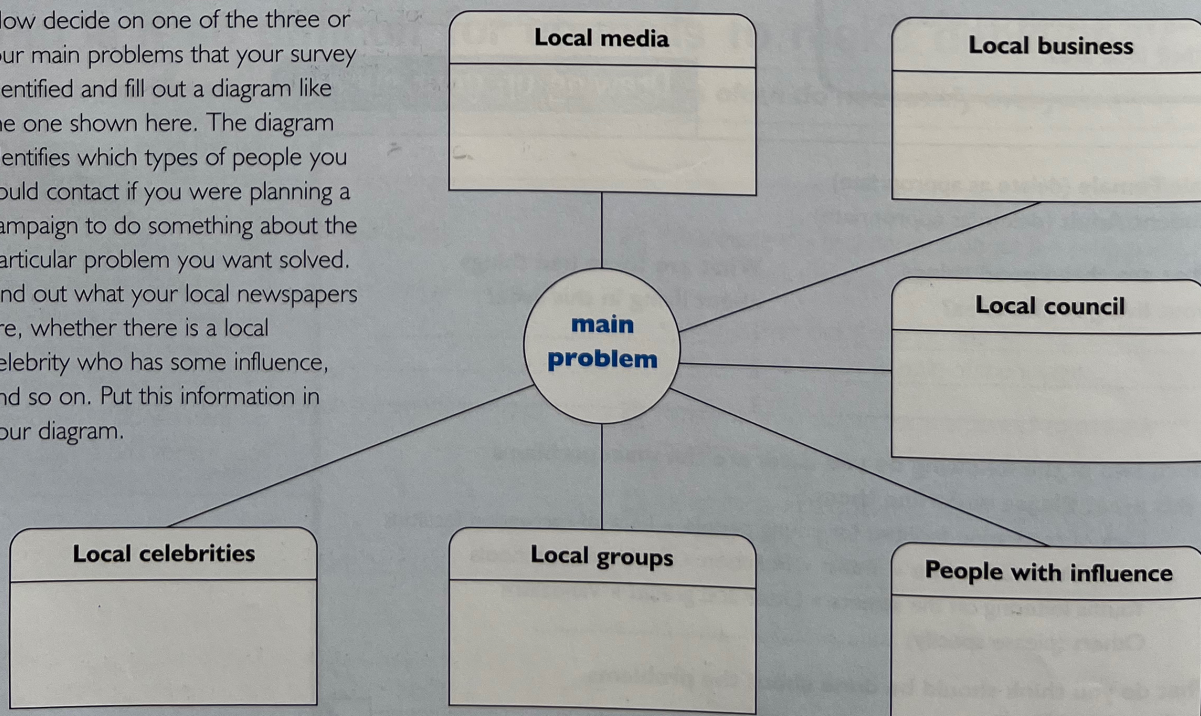 ow decide on one of the three or
ur main problems that your survey
entified and fill out a diagram like
e one shown here. The diagram
entifies which types of people you
ould contact if you were planning a
ampaign to do something about the
articular problem you want solved.
nd out what your local newspapers
re, whether there is a local
elebrity who has some influence,
nd so on. Put this information in
our diagram.
Local media
Local business
main
problem
Local council
Local celebrities
Local groups
People with influence